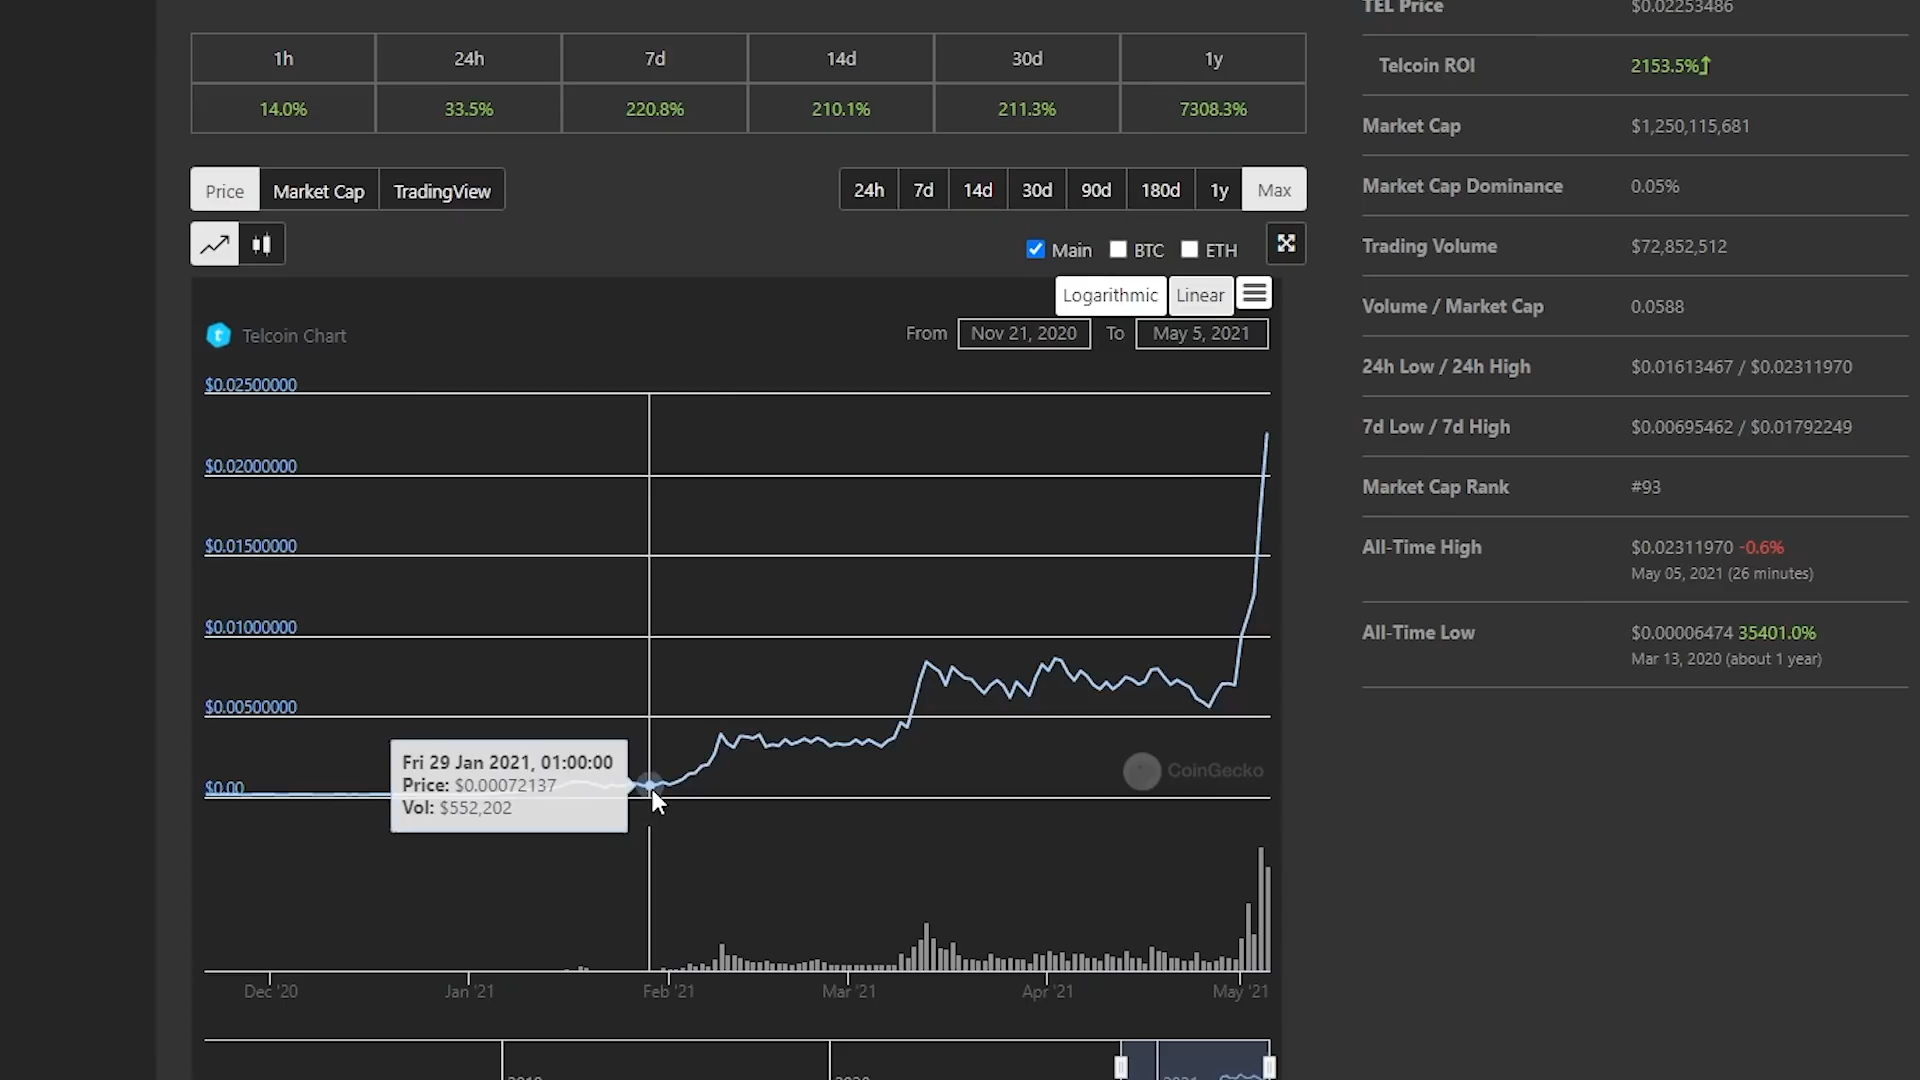 1h 24h 7d 14d 30d 1y
14.0% 33.5% 220.8% 210.1% 211.3% 7308.3%
Price Market Cap TradingView
24h 7d 14d 30d 90d 180d 1y Max
Main BTC ETH
Logarithmic Linear
Telcoin Chart
From Nov 21, 2020 To May 5, 2021
$0.02500000
$0.02000000
$0.01500000
$0.01000000
$0.00500000
$0.00
Fri 29 Jan 2021, 01:00:00
Price: $0.00072137
Vol: $552,202
CoinGecko
Dec '20 Jan '21 Feb '21 Mar '21 Apr '21 May '21
2019 2020 2021
TEL Price $0.02253486
Telcoin ROI 2153.5%
Market Cap $1,250,115,681
Market Cap Dominance 0.05%
Trading Volume $72,852,512
Volume / Market Cap 0.0588
24h Low / 24h High $0.01613467 / $0.02311970
7d Low / 7d High $0.00695462 / $0.01792249
Market Cap Rank #93
All-Time High $0.02311970 -0.6%
May 05, 2021 (26 minutes)
All-Time Low $0.00006474 35401.0%
Mar 13, 2020 (about 1 year)